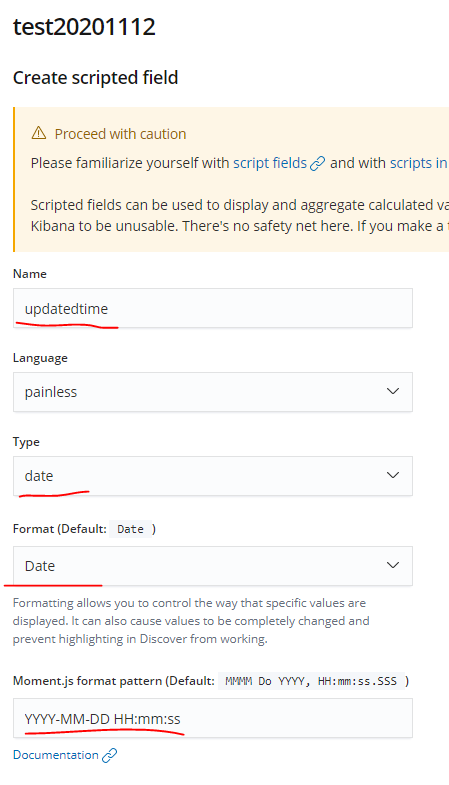 test20201112
Create scripted field
Proceed with caution
Please familiarize yourself with script fields and with scripts in
Scripted fields can be used to display and aggregate calculated va
Kibana to be unusable. There's no safety net here. If you make a
Name
updatedtime
Language
painless
Type
date
Format (Default: Date )
Date
Formatting allows you to control the way that specific values are
displayed. It can also cause values to be completely changed and
prevent highlighting in Discover from working.
Moment.js format pattern (Default: MMMM Do YYYY, HH:mm:ss.SSS )
YYYY-MM-DD HH:mm:ss
Documentation